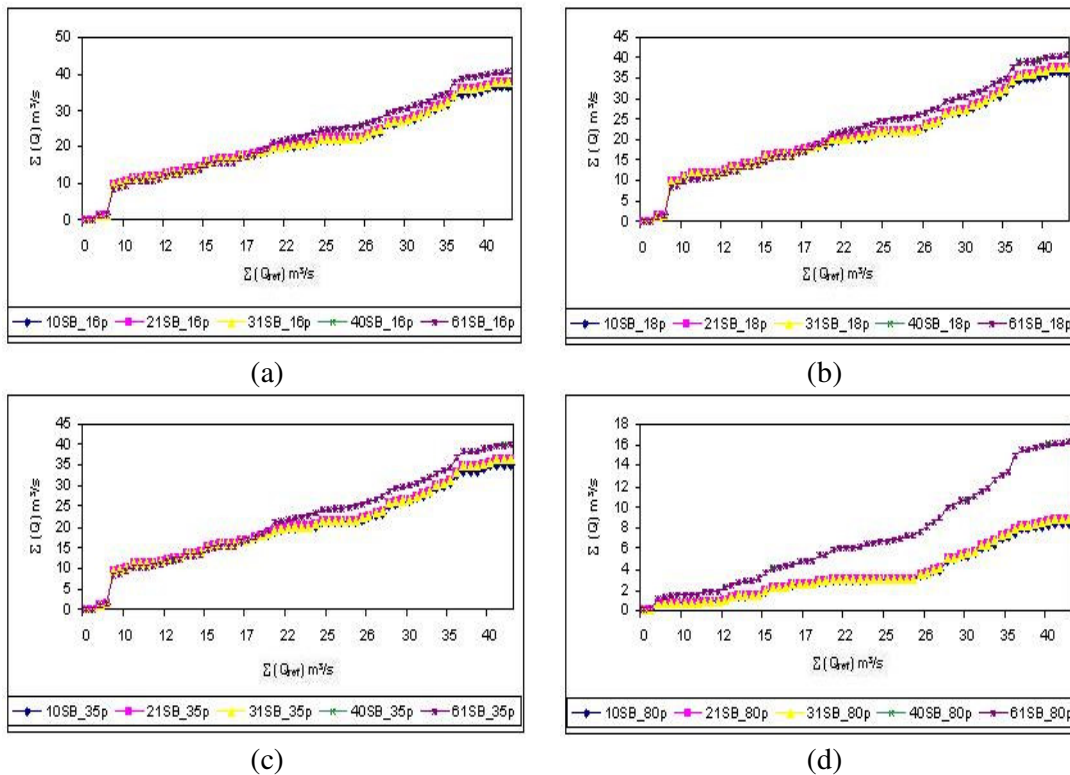 50
40
30
20
10
0
Σ (Q) m³/s
0 10 12 15 17 22 25 26 30 35 40
Σ (Qref) m³/s
10SB_16p 21SB_16p 31SB_16p 40SB_16p 61SB_16p
(a)
45
40
35
30
25
20
15
10
5
0
Σ (Q) m³/s
0 10 12 15 17 22 25 26 30 35 40
Σ (Qref) m³/s
10SB_18p 21SB_18p 31SB_18p 40SB_18p 61SB_18p
(b)
45
40
35
30
25
20
15
10
5
0
Σ (Q) m³/s
0 10 12 15 17 22 25 26 30 35 40
Σ (Qref) m³/s
10SB_35p 21SB_35p 31SB_35p 40SB_35p 61SB_35p
(c)
18
16
14
12
10
8
6
4
2
0
Σ (Q) m³/s
0 10 12 15 17 22 25 26 30 35 40
Σ (Qref) m³/s
10SB_80p 21SB_80p 31SB_80p 40SB_80p 61SB_80p
(d)